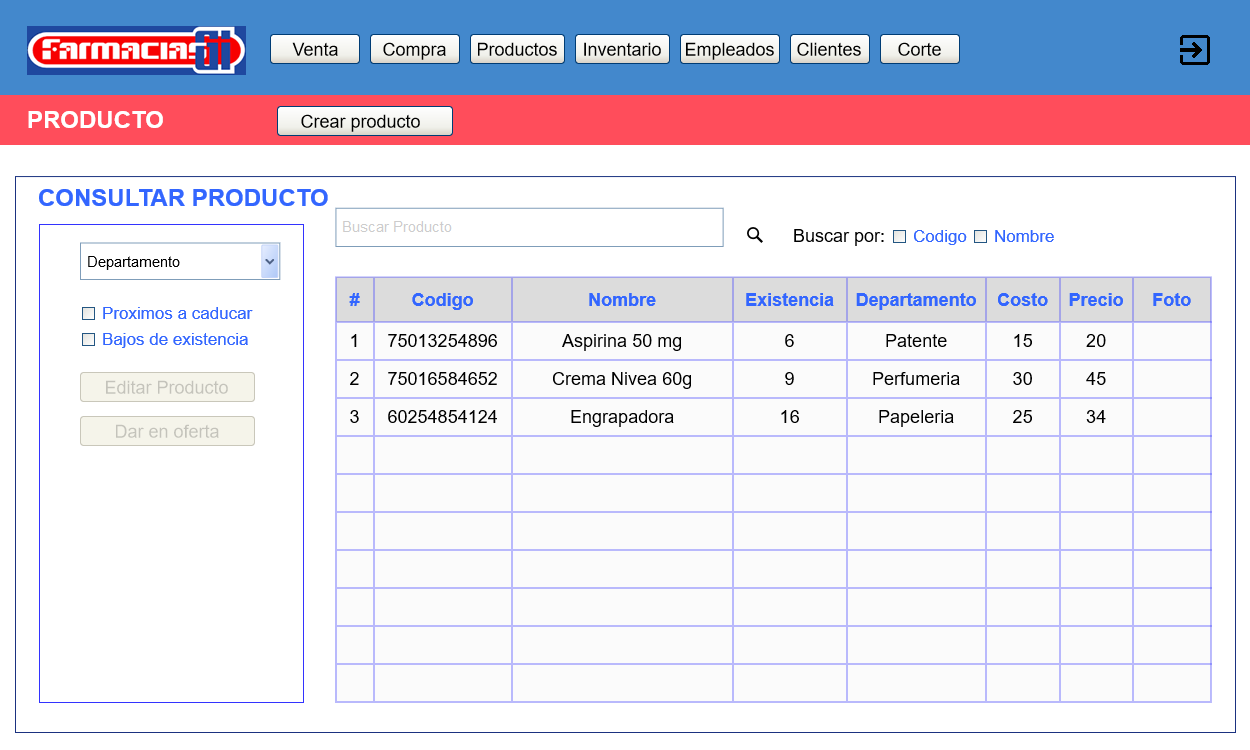 Farmacias GI
Venta Compra Productos Inventario Empleados Clientes Corte
PRODUCTO
Crear producto
CONSULTAR PRODUCTO
Buscar Producto
Buscar por: Codigo Nombre
Departamento
Proximos a caducar
Bajos de existencia
Editar Producto
Dar en oferta
# Codigo Nombre Existencia Departamento Costo Precio Foto
1 75013254896 Aspirina 50 mg 6 Patente 15 20
2 75016584652 Crema Nivea 60g 9 Perfumeria 30 45
3 60254854124 Engrapadora 16 Papeleria 25 34